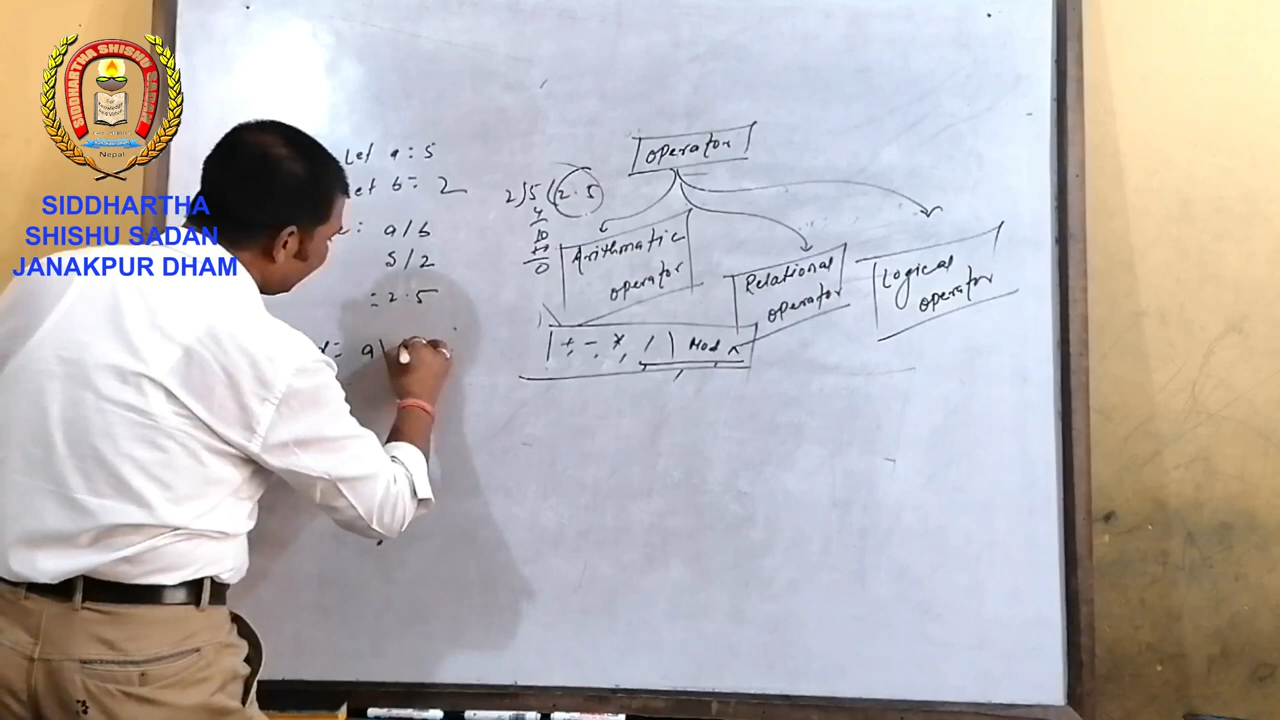 SIDDHARTHA SHISHU SADAN
Nepal
SIDDHARTHA
SHISHU SADAN
JANAKPUR DHAM
Let a = 5
Let b = 2
= a/b
5/2
= 2.5
= a\
2)5(2.5
4
10
10
0
Operator
Arithmatic
operator
Relational
operator
Logical
operator
+, -, *, / \ Mod ^